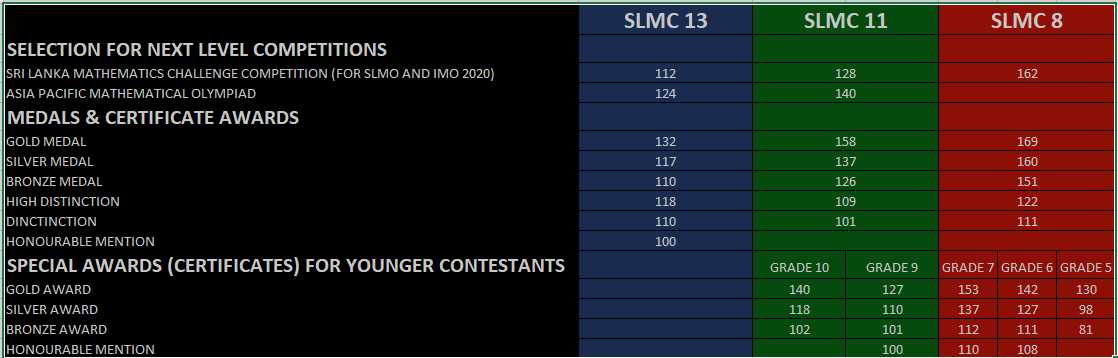 SLMC 13 SLMC 11 SLMC 8
SELECTION FOR NEXT LEVEL COMPETITIONS
SRI LANKA MATHEMATICS CHALLENGE COMPETITION (FOR SLMO AND IMO 2020) 112 128 162
ASIA PACIFIC MATHEMATICAL OLYMPIAD 124 140
MEDALS & CERTIFICATE AWARDS
GOLD MEDAL 132 158 169
SILVER MEDAL 117 137 160
BRONZE MEDAL 110 126 151
HIGH DISTINCTION 118 109 122
DINCTINCTION 110 101 111
HONOURABLE MENTION 100
SPECIAL AWARDS (CERTIFICATES) FOR YOUNGER CONTESTANTS GRADE 10 GRADE 9 GRADE 7 GRADE 6 GRADE 5
GOLD AWARD 140 127 153 142 130
SILVER AWARD 118 110 137 127 98
BRONZE AWARD 102 101 112 111 81
HONOURABLE MENTION 100 110 108